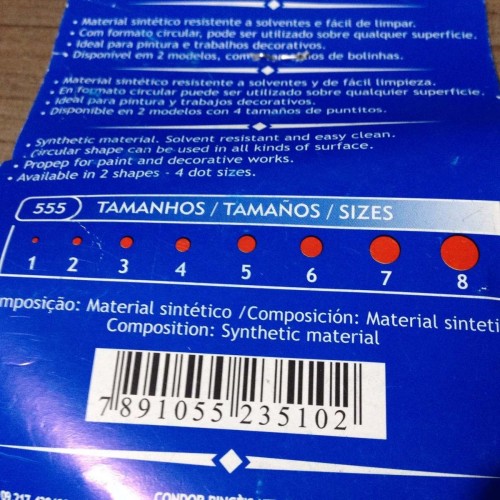 • Material sintético resistente a solventes e fácil de limpar.
• Com formato circular, pode ser utilizado sobre qualquer superfície.
• Ideal para pintura e trabalhos decorativos.
• Disponível em 2 modelos, com de bolinhas.
• Material sintético resistente a solventes y de fácil limpieza.
• En formato circular puede ser utilizado sobre qualquier superficie.
• Ideal para pintura y trabajos decorativos.
• Disponible en 2 modelos con 4 tamaños de puntitos.
• Synthetic material. Solvent resistant and easy clean.
• Circular shape can be used in all kinds of surface.
• Propep for paint and decorative works.
• Available in 2 shapes - 4 dot sizes.
555 TAMANHOS / TAMAÑOS / SIZES
1 2 3 4 5 6 7 8
mposição: Material sintético /Composición: Material sinteti
Composition: Synthetic material
7 891055 235102
CONDOR